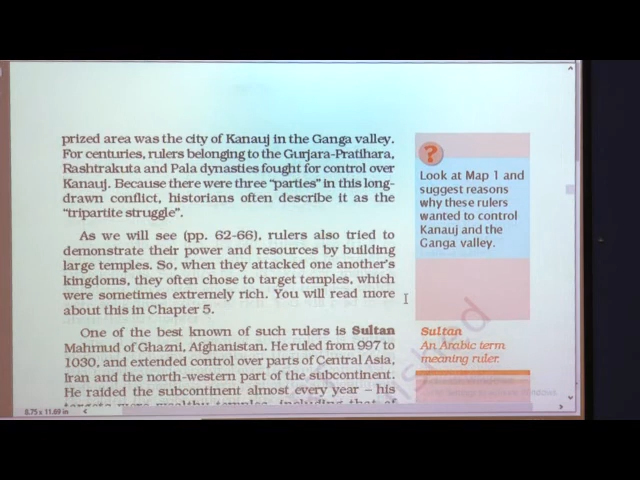 prized area was the city of Kanauj in the Ganga valley.
For centuries, rulers belonging to the Gurjara-Pratihara,
Rashtrakuta and Pala dynasties fought for control over
Kanauj. Because there were three “parties” in this long-
drawn conflict, historians often describe it as the
“tripartite struggle”.
As we will see (pp. 62-66), rulers also tried to
demonstrate their power and resources by building
large temples. So, when they attacked one another’s
kingdoms, they often chose to target temples, which
were sometimes extremely rich. You will read more
about this in Chapter 5.
One of the best known of such rulers is Sultan
Mahmud of Ghazni, Afghanistan. He ruled from 997 to
1030, and extended control over parts of Central Asia,
Iran and the north-western part of the subcontinent.
He raided the subcontinent almost every year – his
targets were wealthy temples, including that of
?
Look at Map 1 and
suggest reasons
why these rulers
wanted to control
Kanauj and the
Ganga valley.
Sultan
An Arabic term
meaning ruler.
8.75 x 11.69 in